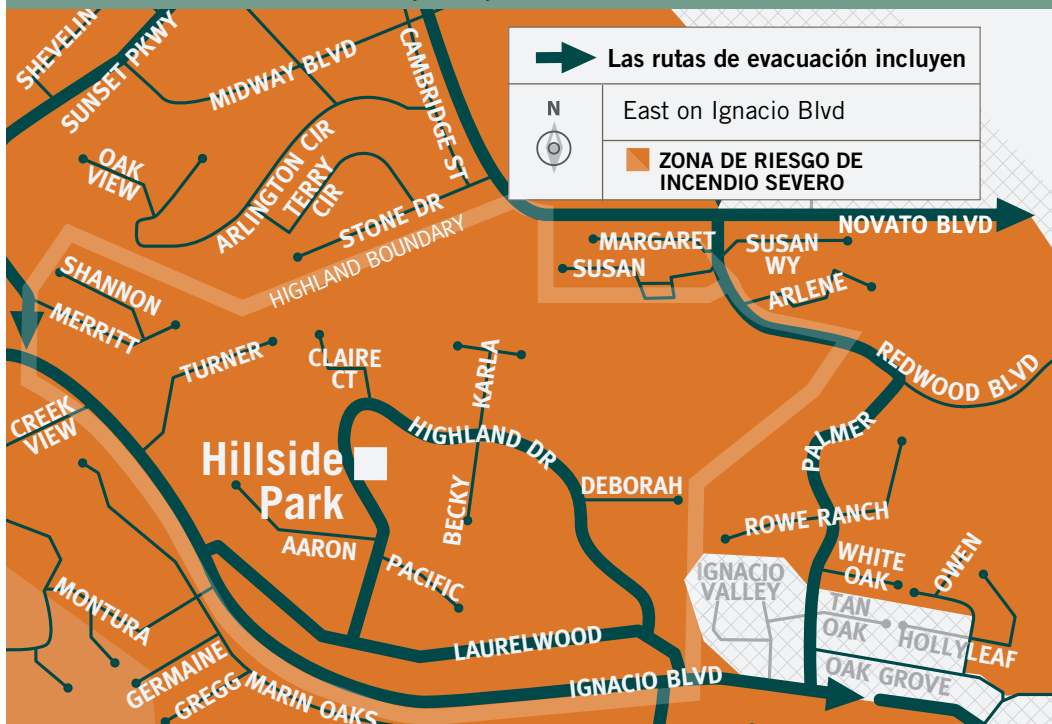 SHEVELIN
SUNSET PKWY
MIDWAY BLVD
CAMBRIDGE ST
Las rutas de evacuación incluyen
N
East on Ignacio Blvd
ZONA DE RIESGO DE
INCENDIO SEVERO
OAK
VIEW
ARLINGTON CIR
TERRY
CIR
STONE DR
HIGHLAND BOUNDARY
NOVATO BLVD
MARGARET
SUSAN
SUSAN
WY
ARLENE
SHANNON
MERRITT
TURNER
CLAIRE
CT
KARLA
REDWOOD BLVD
CREEK
VIEW
HIGHLAND DR
PALMER
Hillside
Park
BECKY
DEBORAH
ROWE RANCH
AARON
PACIFIC
WHITE
OAK
OWEN
IGNACIO
VALLEY
TAN
OAK
HOLLYLEAF
MONTURA
LAURELWOOD
OAK GROVE
GERMAINE
GREGG
MARIN OAKS
IGNACIO BLVD